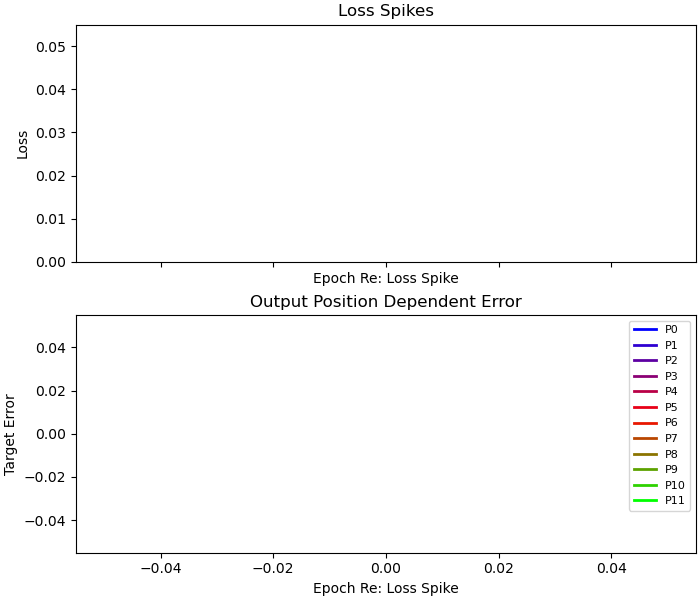 Loss Spikes
0.05
0.04
0.03
0.02
0.01
0.00
Loss
Epoch Re: Loss Spike
Output Position Dependent Error
0.04
0.02
0.00
−0.02
−0.04
Target Error
P0
P1
P2
P3
P4
P5
P6
P7
P8
P9
P10
P11
−0.04 −0.02 0.00 0.02 0.04
Epoch Re: Loss Spike